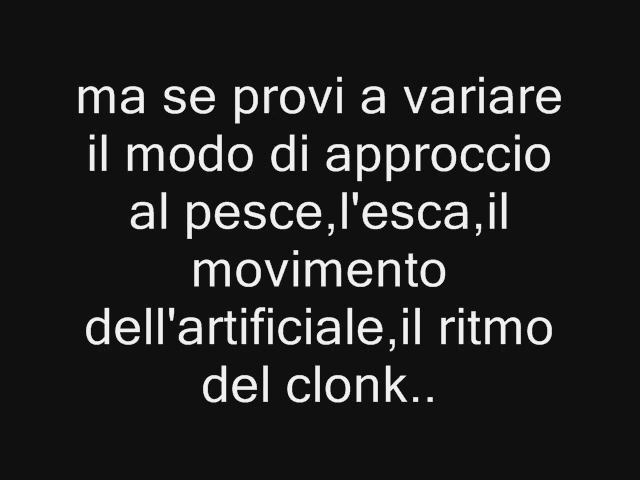 ma se provi a variare
il modo di approccio
al pesce,l'esca,il
movimento
dell'artificiale,il ritmo
del clonk..